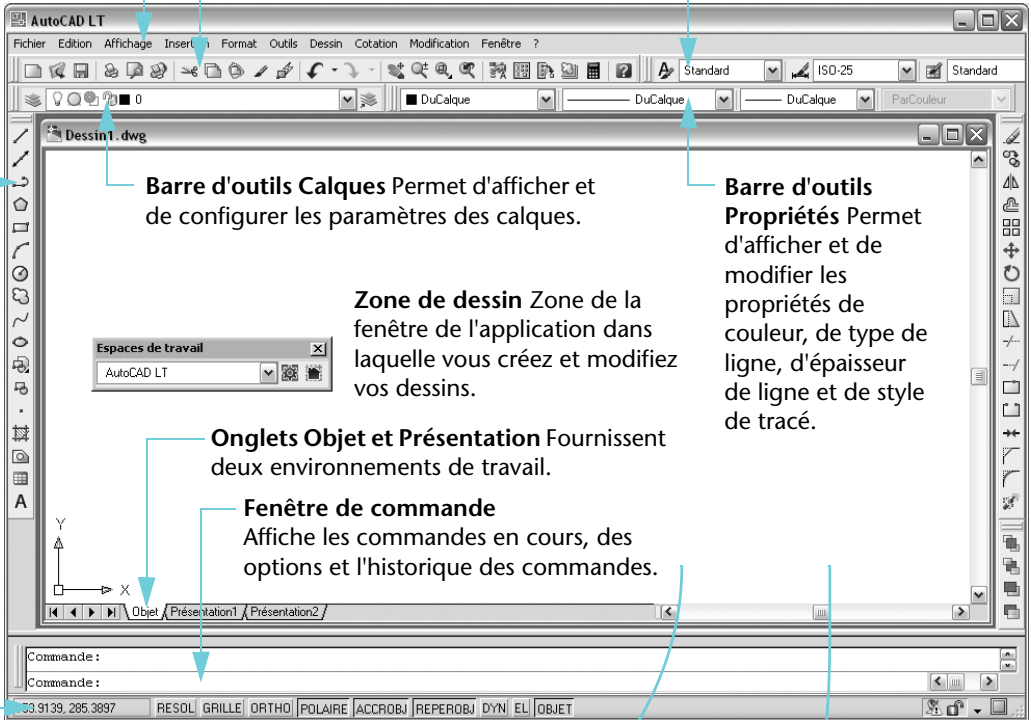 AutoCAD LT
Fichier Edition Affichage Insertion Format Outils Dessin Cotation Modification Fenêtre ?
Standard ISO-25 Standard
0 DuCalque DuCalque DuCalque ParCouleur
Dessin1.dwg
Barre d'outils Calques Permet d'afficher et
de configurer les paramètres des calques.
Barre d'outils
Propriétés Permet
d'afficher et de
modifier les
propriétés de
couleur, de type de
ligne, d'épaisseur
de ligne et de style
de tracé.
Zone de dessin Zone de la
fenêtre de l'application dans
laquelle vous créez et modifiez
vos dessins.
Espaces de travail
AutoCAD LT
Onglets Objet et Présentation Fournissent
deux environnements de travail.
Fenêtre de commande
Affiche les commandes en cours, des
options et l'historique des commandes.
A
Y
X
Objet Présentation1 Présentation2
Commande:
Commande:
9139, 285.3897 RESOL GRILLE ORTHO POLAIRE ACCROBJ REPEROBJ DYN EL OBJET